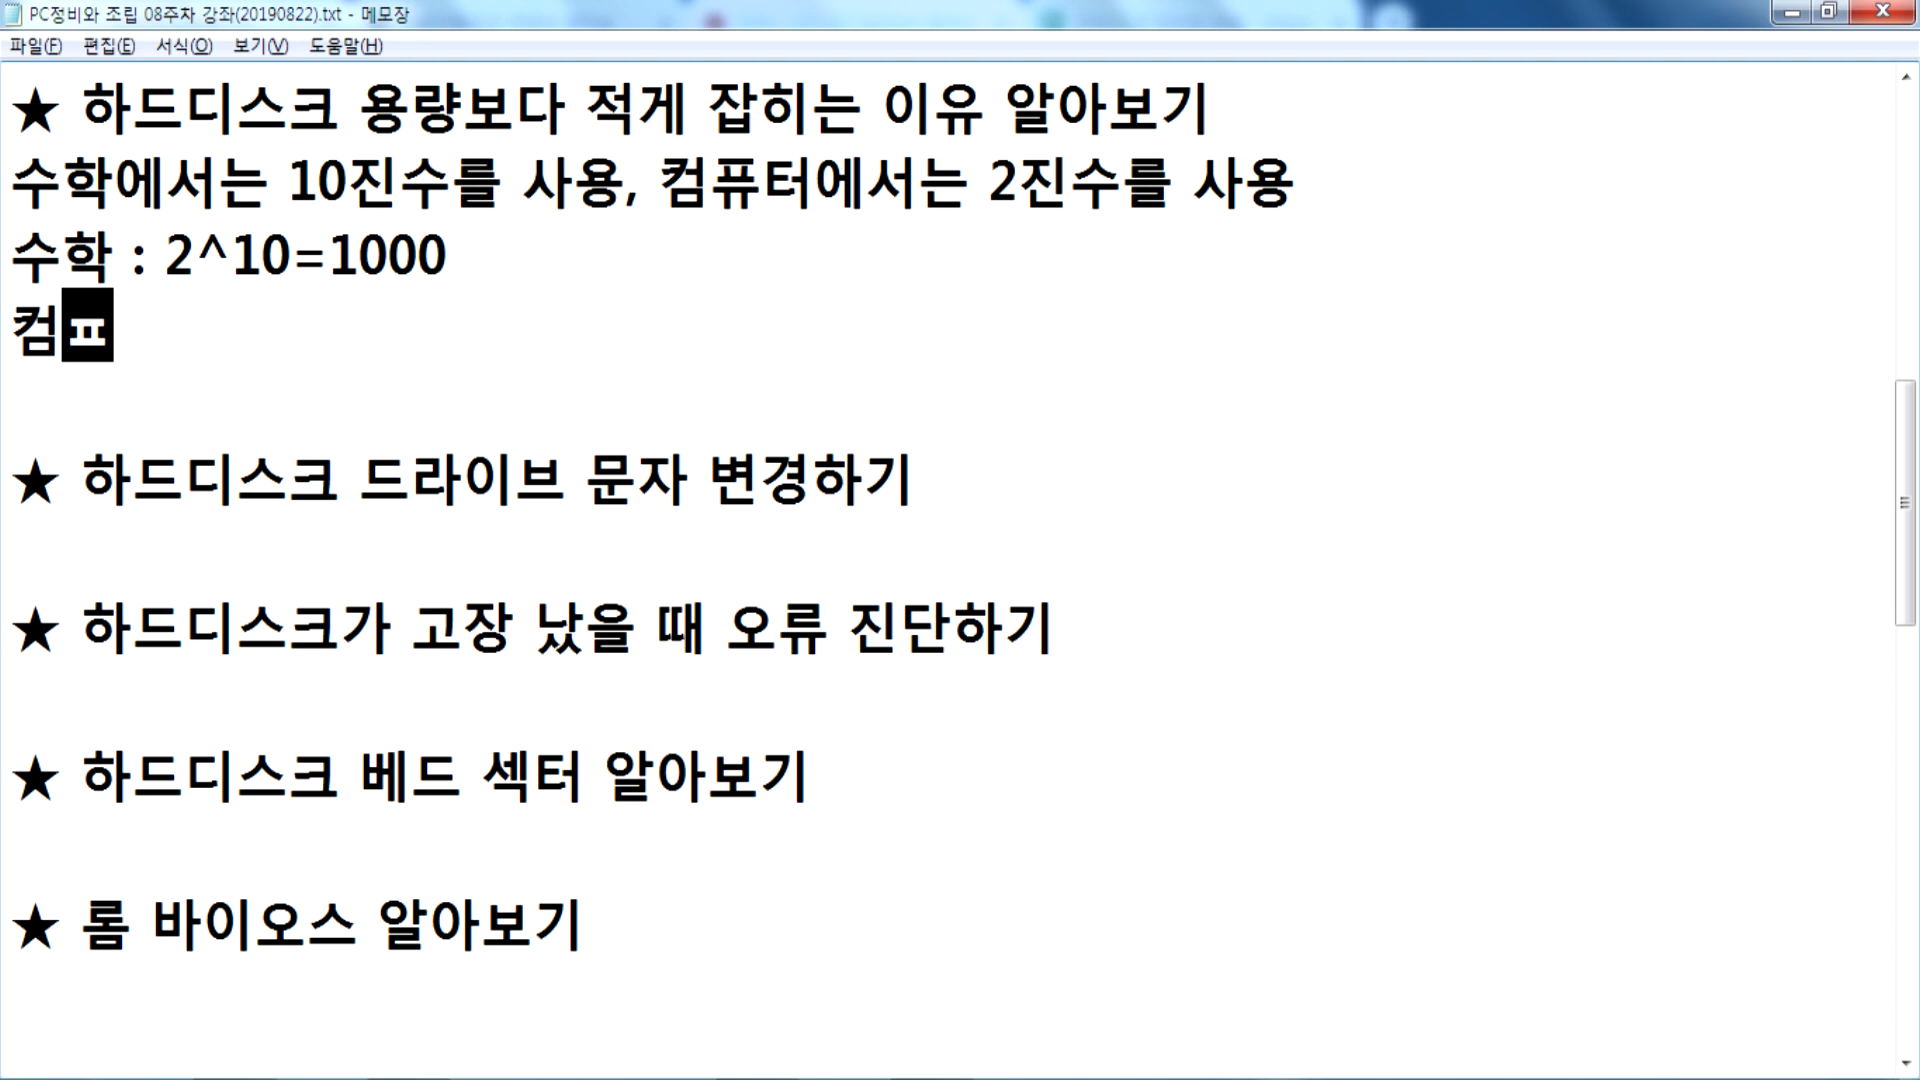 PC정비와 조립 08주차 강좌(20190822).txt - 메모장
파일(F) 편집(E) 서식(O) 보기(V) 도움말(H)
★ 하드디스크 용량보다 적게 잡히는 이유 알아보기
수학에서는 10진수를 사용, 컴퓨터에서는 2진수를 사용
수학 : 2^10=1000
컴ㅍ
★ 하드디스크 드라이브 문자 변경하기
★ 하드디스크가 고장 났을 때 오류 진단하기
★ 하드디스크 베드 섹터 알아보기
★ 롬 바이오스 알아보기